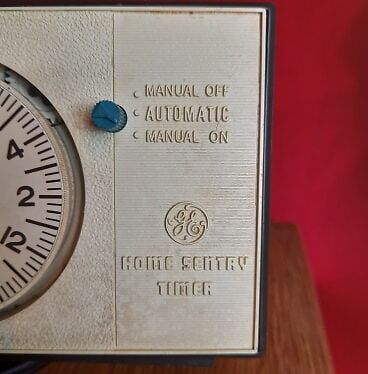 MANUAL OFF
AUTOMATIC
MANUAL ON
4
2
12
GE
HOME SENTRY
TIMER